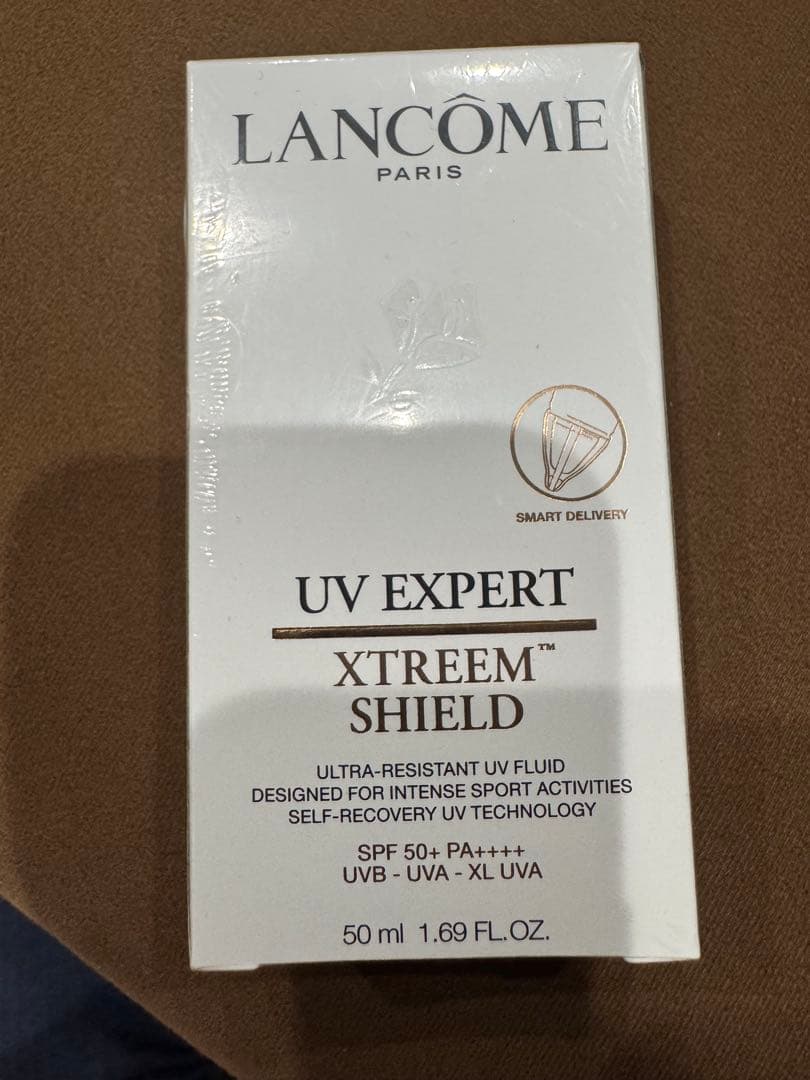 LANCÔME
PARIS
SMART DELIVERY
UV EXPERT
XTREEM™
SHIELD
ULTRA-RESISTANT UV FLUID
DESIGNED FOR INTENSE SPORT ACTIVITIES
SELF-RECOVERY UV TECHNOLOGY
SPF 50+ PA++++
UVB - UVA - XL UVA
50 ml 1.69 FL.OZ.